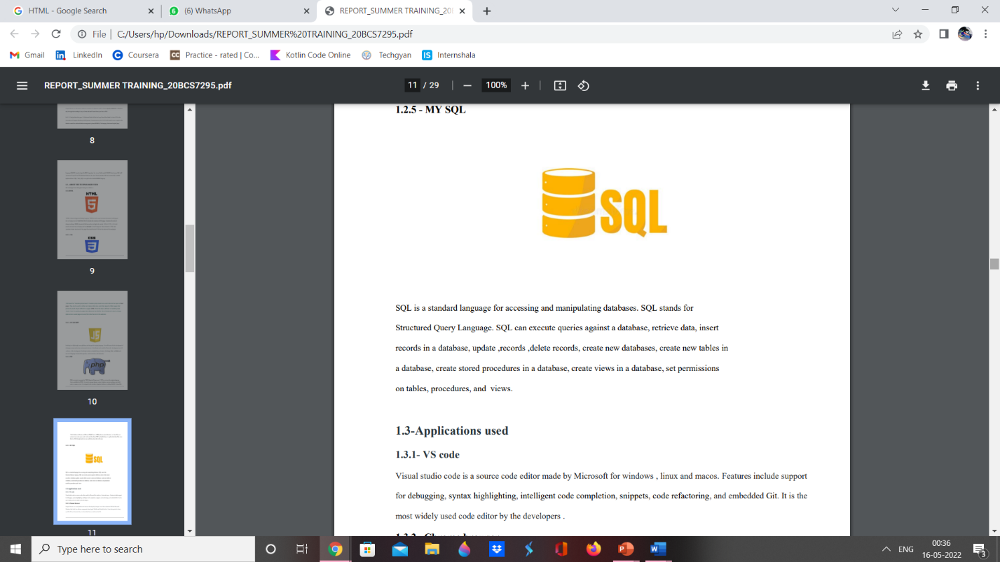 HTML - Google Search
(6) WhatsApp
REPORT_SUMMER TRAINING_20
File | C:/Users/hp/Downloads/REPORT_SUMMER%20TRAINING_20BCS7295.pdf
Gmail
LinkedIn
Coursera
Practice - rated | Co...
Kotlin Code Online
Techgyan
Internshala
REPORT_SUMMER TRAINING_20BCS7295.pdf
11 / 29
100%
8
HTML
5
CSS
3
9
JS
php
10
SQL
11
1.2.5 - MY SQL
SQL
SQL is a standard language for accessing and manipulating databases. SQL stands for
Structured Query Language. SQL can execute queries against a database, retrieve data, insert
records in a database, update ,records ,delete records, create new databases, create new tables in
a database, create stored procedures in a database, create views in a database, set permissions
on tables, procedures, and  views.
1.3-Applications used
1.3.1- VS code
Visual studio code is a source code editor made by Microsoft for windows , linux and macos. Features include support
for debugging, syntax highlighting, intelligent code completion, snippets, code refactoring, and embedded Git. It is the
most widely used code editor by the developers .
Type here to search
ENG
00:36
16-05-2022
3